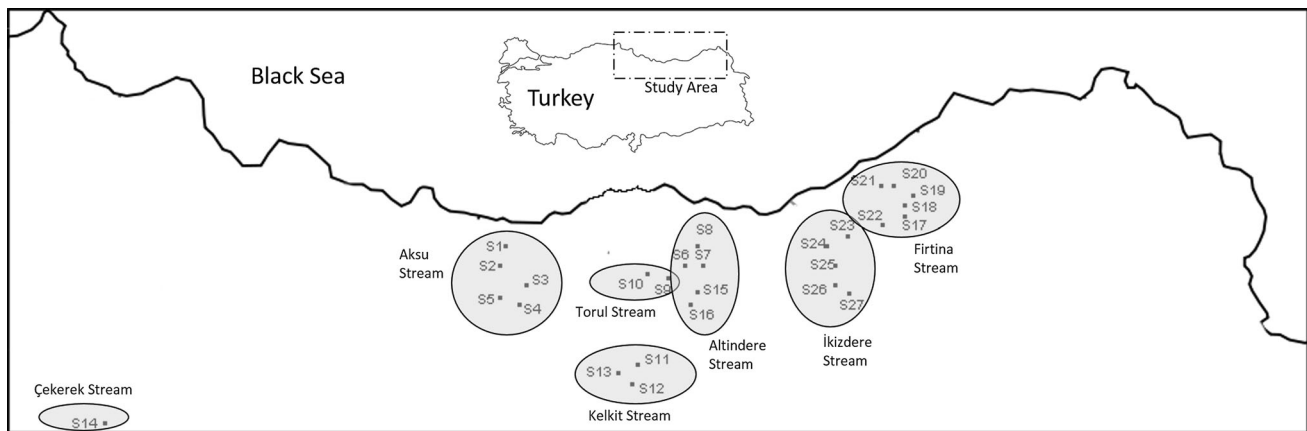 Black Sea
Turkey
Study Area
Aksu
Stream
S1
S2
S3
S5
S4
S10
S9
Torul Stream
S8
S6
S7
S15
S16
Altindere
Stream
S11
S13
S12
Kelkit Stream
Çekerek Stream
S14
S23
S24
S25
S26
S27
İkizdere
Stream
S21
S20
S19
S18
S22
S17
Firtina
Stream